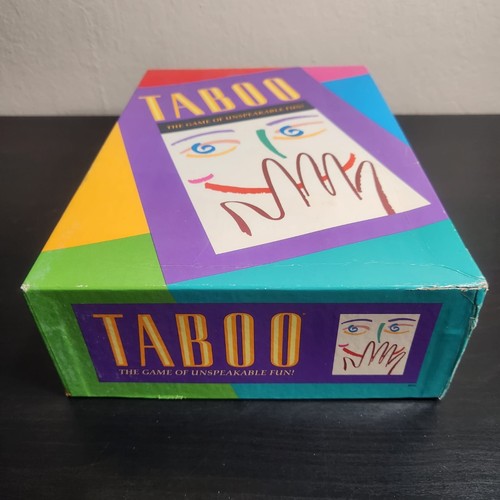 TABOO
THE GAME OF UNSPEAKABLE FUN!
TABOO
THE GAME OF UNSPEAKABLE FUN!